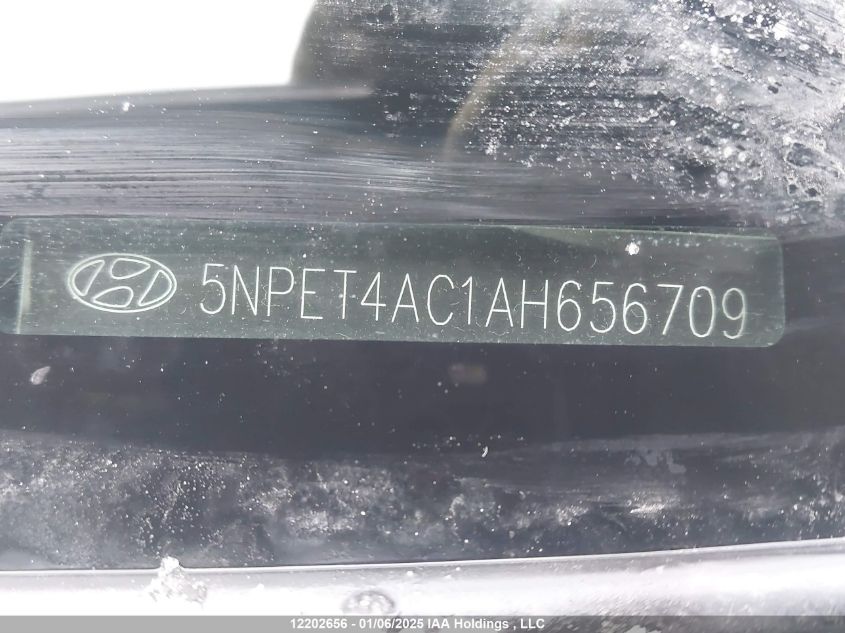 5NPET4AC1AH656709
12202656 - 01/06/2025 IAA Holdings , LLC